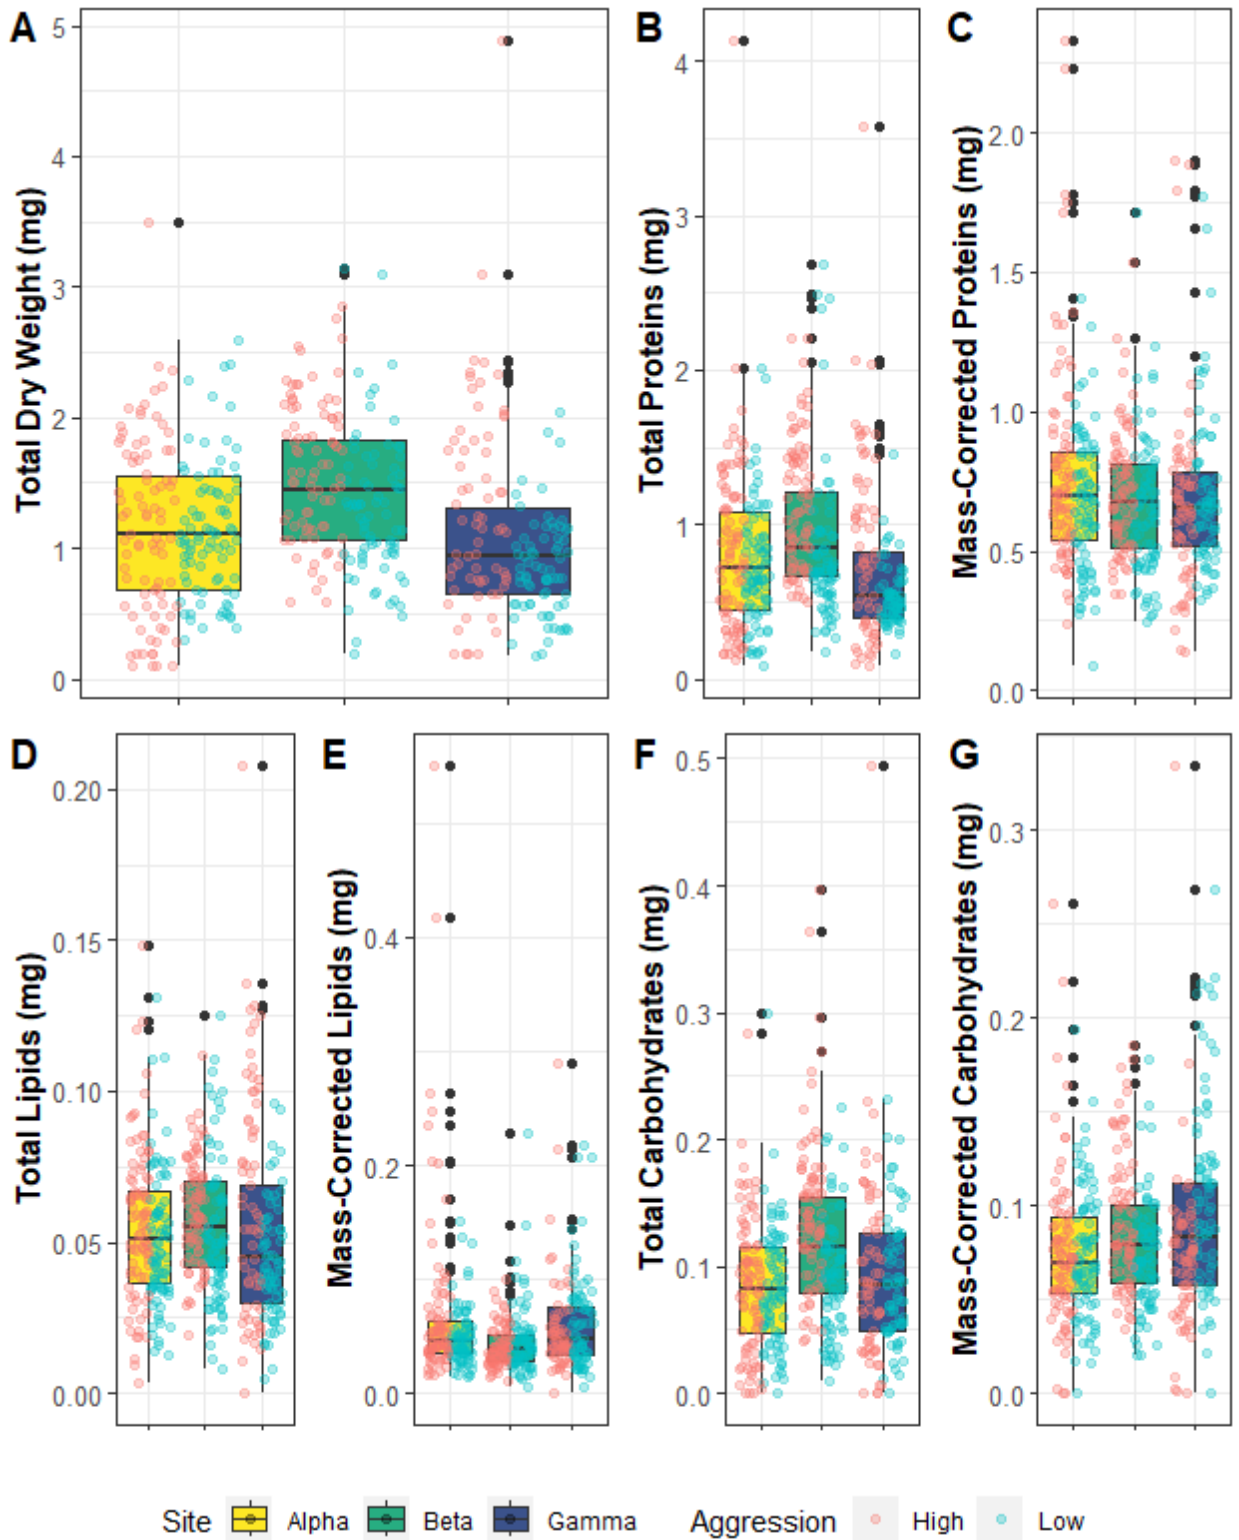 A
Total Dry Weight (mg)
5
4
3
2
1
0
B
Total Proteins (mg)
4
3
2
1
0
C
Mass-Corrected Proteins (mg)
2.0
1.5
1.0
0.5
0.0
D
Total Lipids (mg)
0.20
0.15
0.10
0.05
0.00
E
Mass-Corrected Lipids (mg)
0.4
0.2
0.0
F
Total Carbohydrates (mg)
0.5
0.4
0.3
0.2
0.1
0.0
G
Mass-Corrected Carbohydrates (mg)
0.3
0.2
0.1
0.0
Site Alpha Beta Gamma Aggression High Low